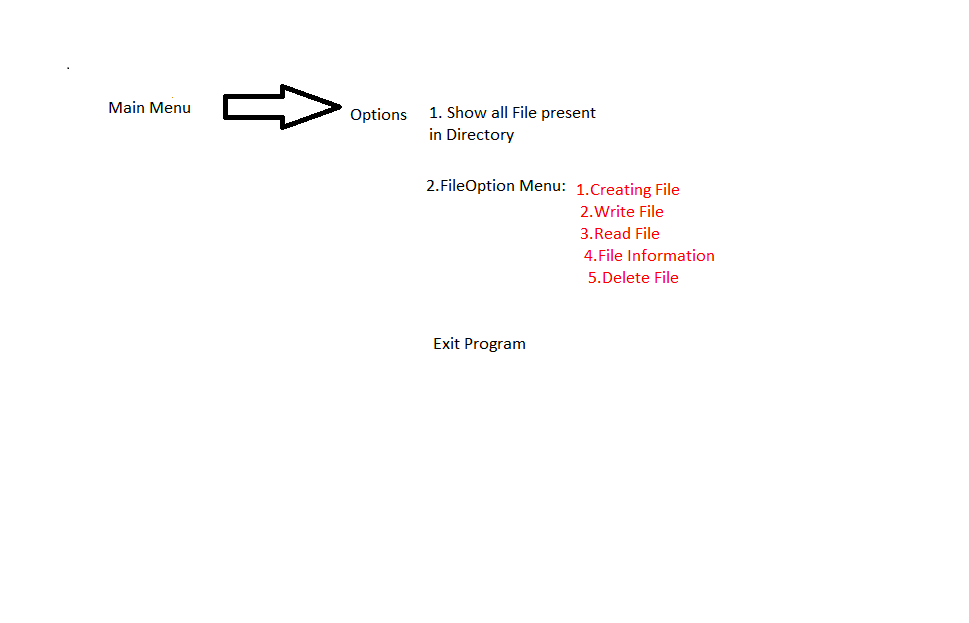 Main Menu
Options
1. Show all File present
in Directory
2.FileOption Menu:
1.Creating File
2.Write File
3.Read File
4.File Information
5.Delete File
Exit Program